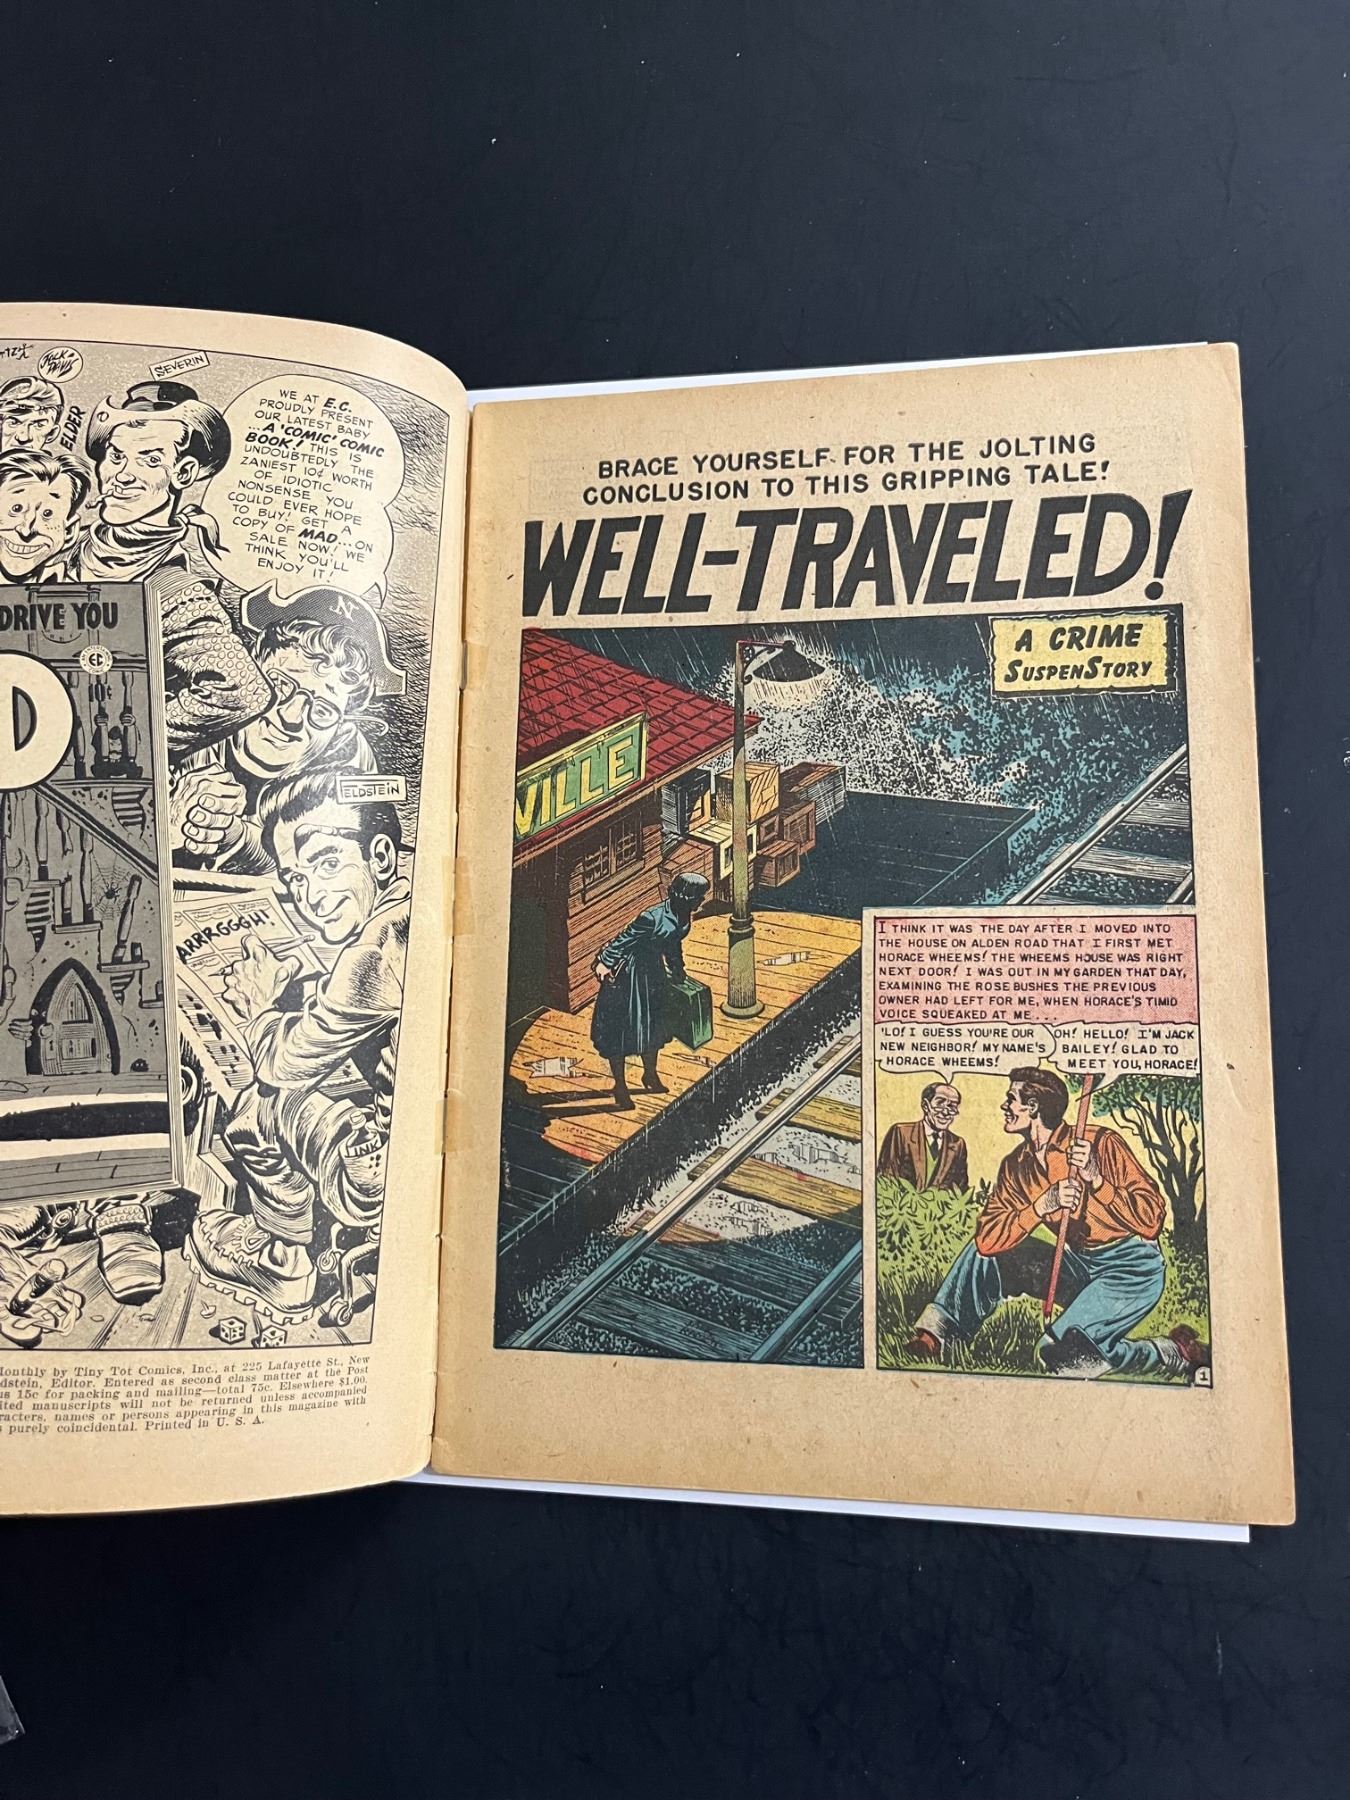 JACK DAVIS
SEVERIN
ELDER
WE AT E.C.
PROUDLY PRESENT
OUR LATEST BABY
...A 'COMIC' COMIC
BOOK! THIS IS
UNDOUBTEDLY THE
ZANIEST 10¢ WORTH
OF IDIOTIC
NONSENSE YOU
COULD EVER HOPE
TO BUY! GET A
COPY OF MAD...ON
SALE NOW! WE
THINK YOU'LL
ENJOY IT!
N
DRIVE YOU
EC
10¢
D
ELDSTEIN
ARRRGGGH!
INK
Monthly by Tiny Tot Comics, Inc., at 225 Lafayette St., New
dstein, Editor. Entered as second class matter at the Post
us 15c for packing and mailing—total 75c. Elsewhere $1.00.
ited manuscripts will not be returned unless accompanied
racters, names or persons appearing in this magazine with
s purely coincidental. Printed in U. S. A.
BRACE YOURSELF FOR THE JOLTING
CONCLUSION TO THIS GRIPPING TALE!
WELL-TRAVELED!
A CRIME
SUSPENSTORY
VILLE
I THINK IT WAS THE DAY AFTER I MOVED INTO
THE HOUSE ON ALDEN ROAD THAT I FIRST MET
HORACE WHEEMS! THE WHEEMS HOUSE WAS RIGHT
NEXT DOOR! I WAS OUT IN MY GARDEN THAT DAY,
EXAMINING THE ROSE BUSHES THE PREVIOUS
OWNER HAD LEFT FOR ME, WHEN HORACE'S TIMID
VOICE SQUEAKED AT ME...
'LO! I GUESS YOU'RE OUR
NEW NEIGHBOR! MY NAME'S
HORACE WHEEMS!
OH! HELLO! I'M JACK
BAILEY! GLAD TO
MEET YOU, HORACE!
1